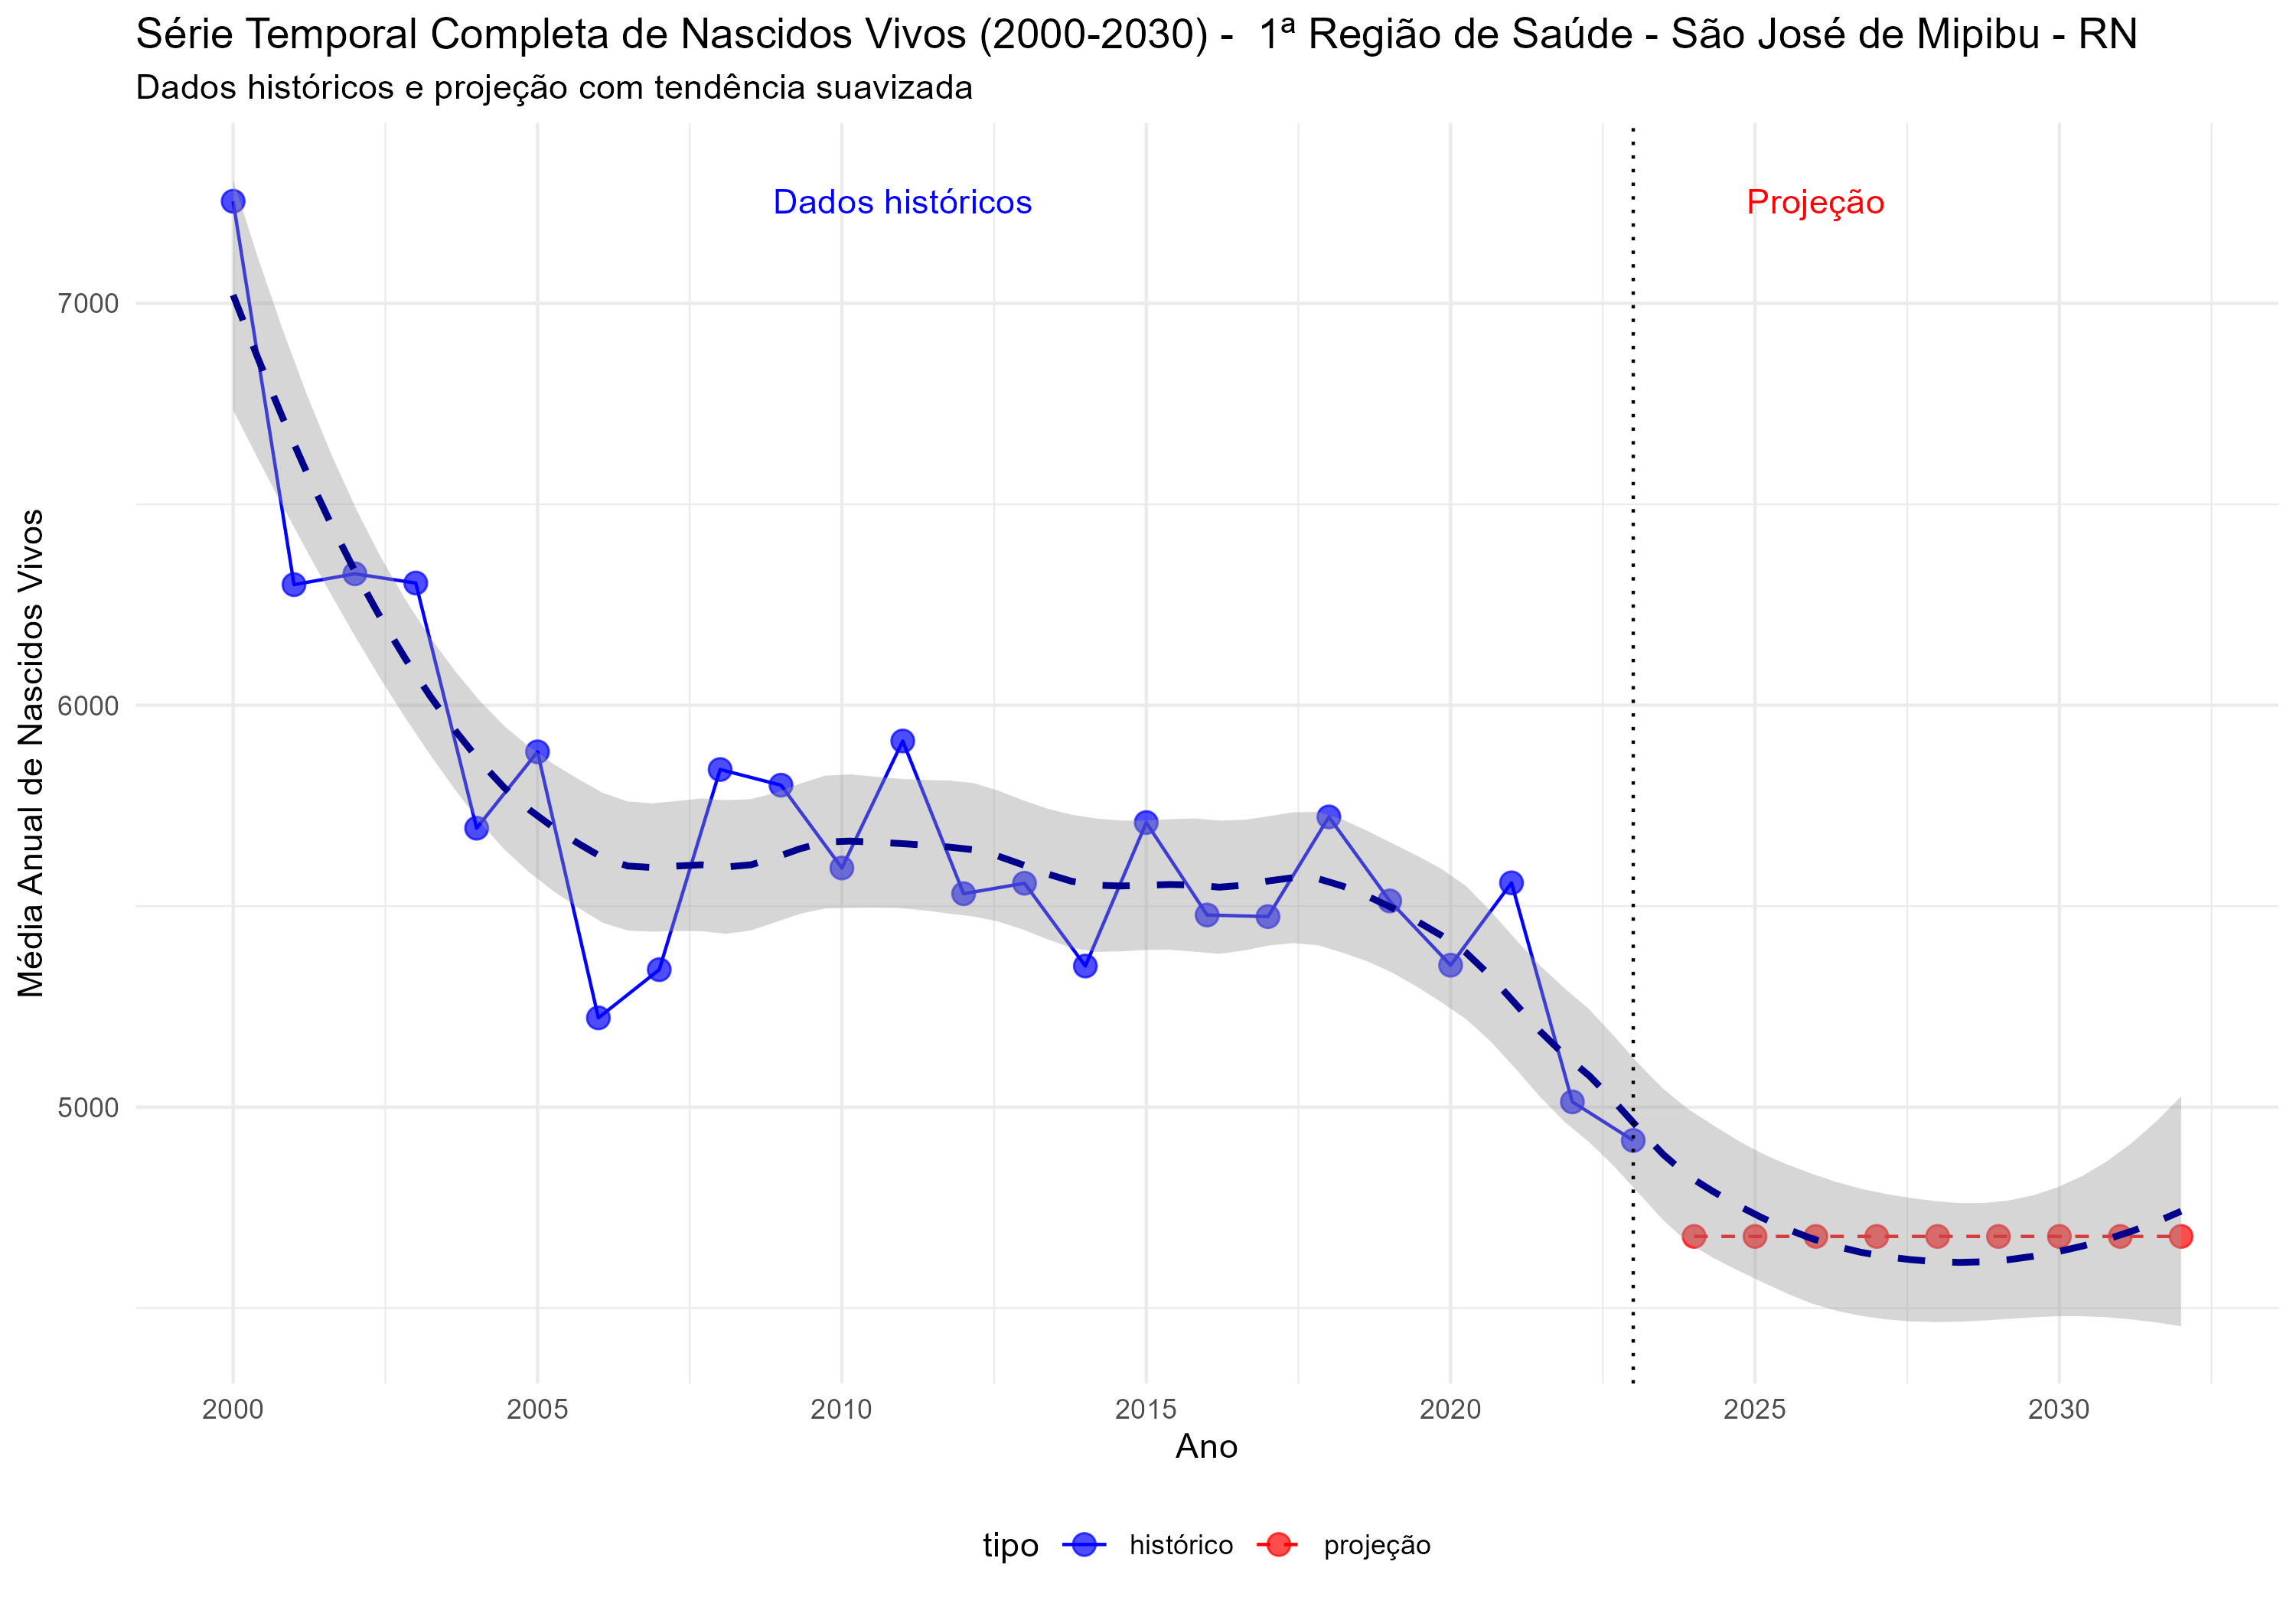 Série Temporal Completa de Nascidos Vivos (2000-2030) -  1ª Região de Saúde - São José de Mipibu - RN
Dados históricos e projeção com tendência suavizada
Dados históricos
Projeção
Média Anual de Nascidos Vivos
7000
6000
5000
2000
2005
2010
2015
2020
2025
2030
Ano
tipo
histórico
projeção